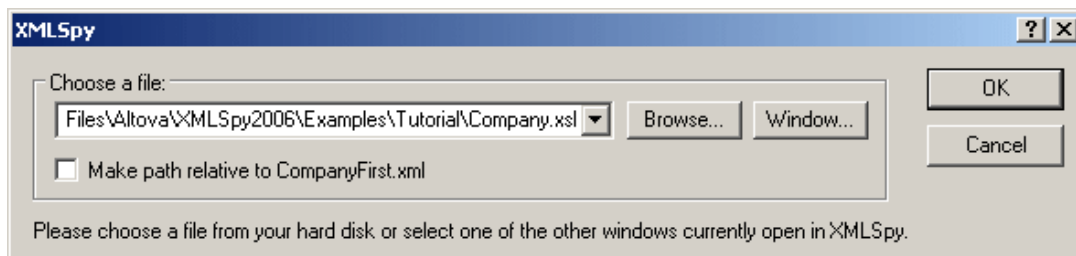 XMLSpy
Choose a file:
Files\Altova\XMLSpy2006\Examples\Tutorial\Company.xsl
Browse...
Window...
OK
Cancel
Make path relative to CompanyFirst.xml
Please choose a file from your hard disk or select one of the other windows currently open in XMLSpy.